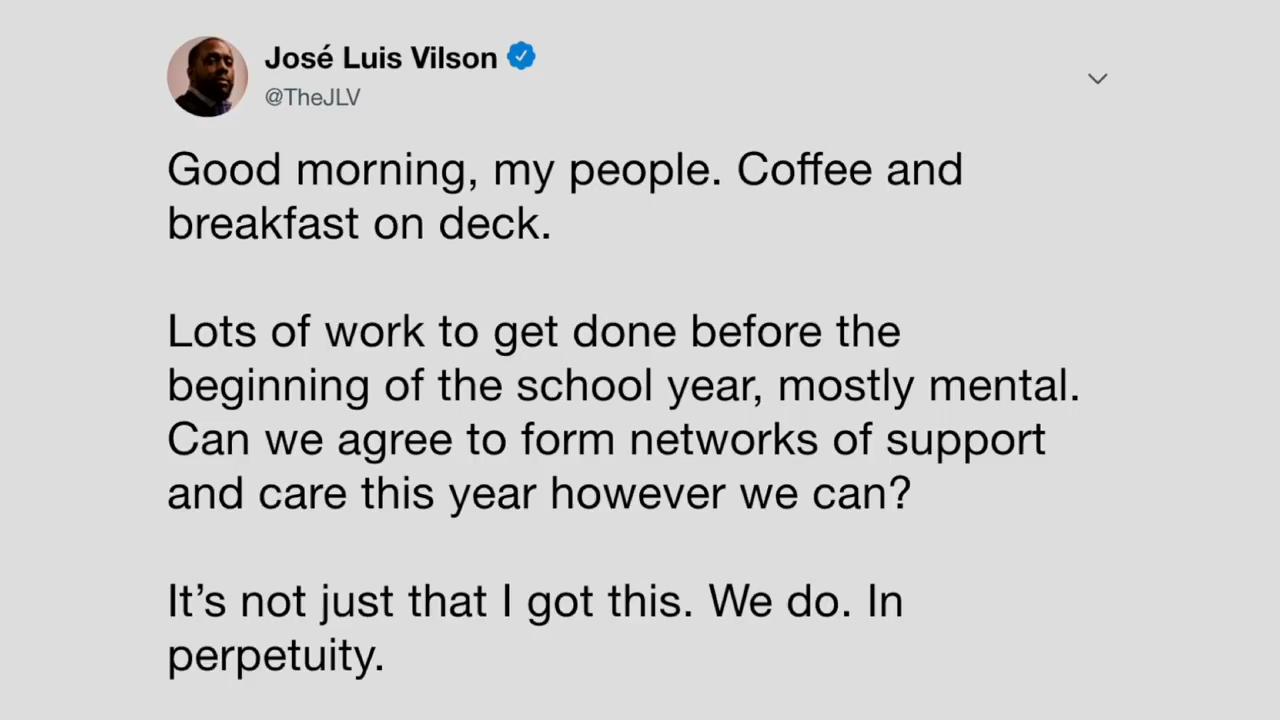 José Luis Vilson
@TheJLV
Good morning, my people. Coffee and
breakfast on deck.
Lots of work to get done before the
beginning of the school year, mostly mental.
Can we agree to form networks of support
and care this year however we can?
It’s not just that I got this. We do. In
perpetuity.